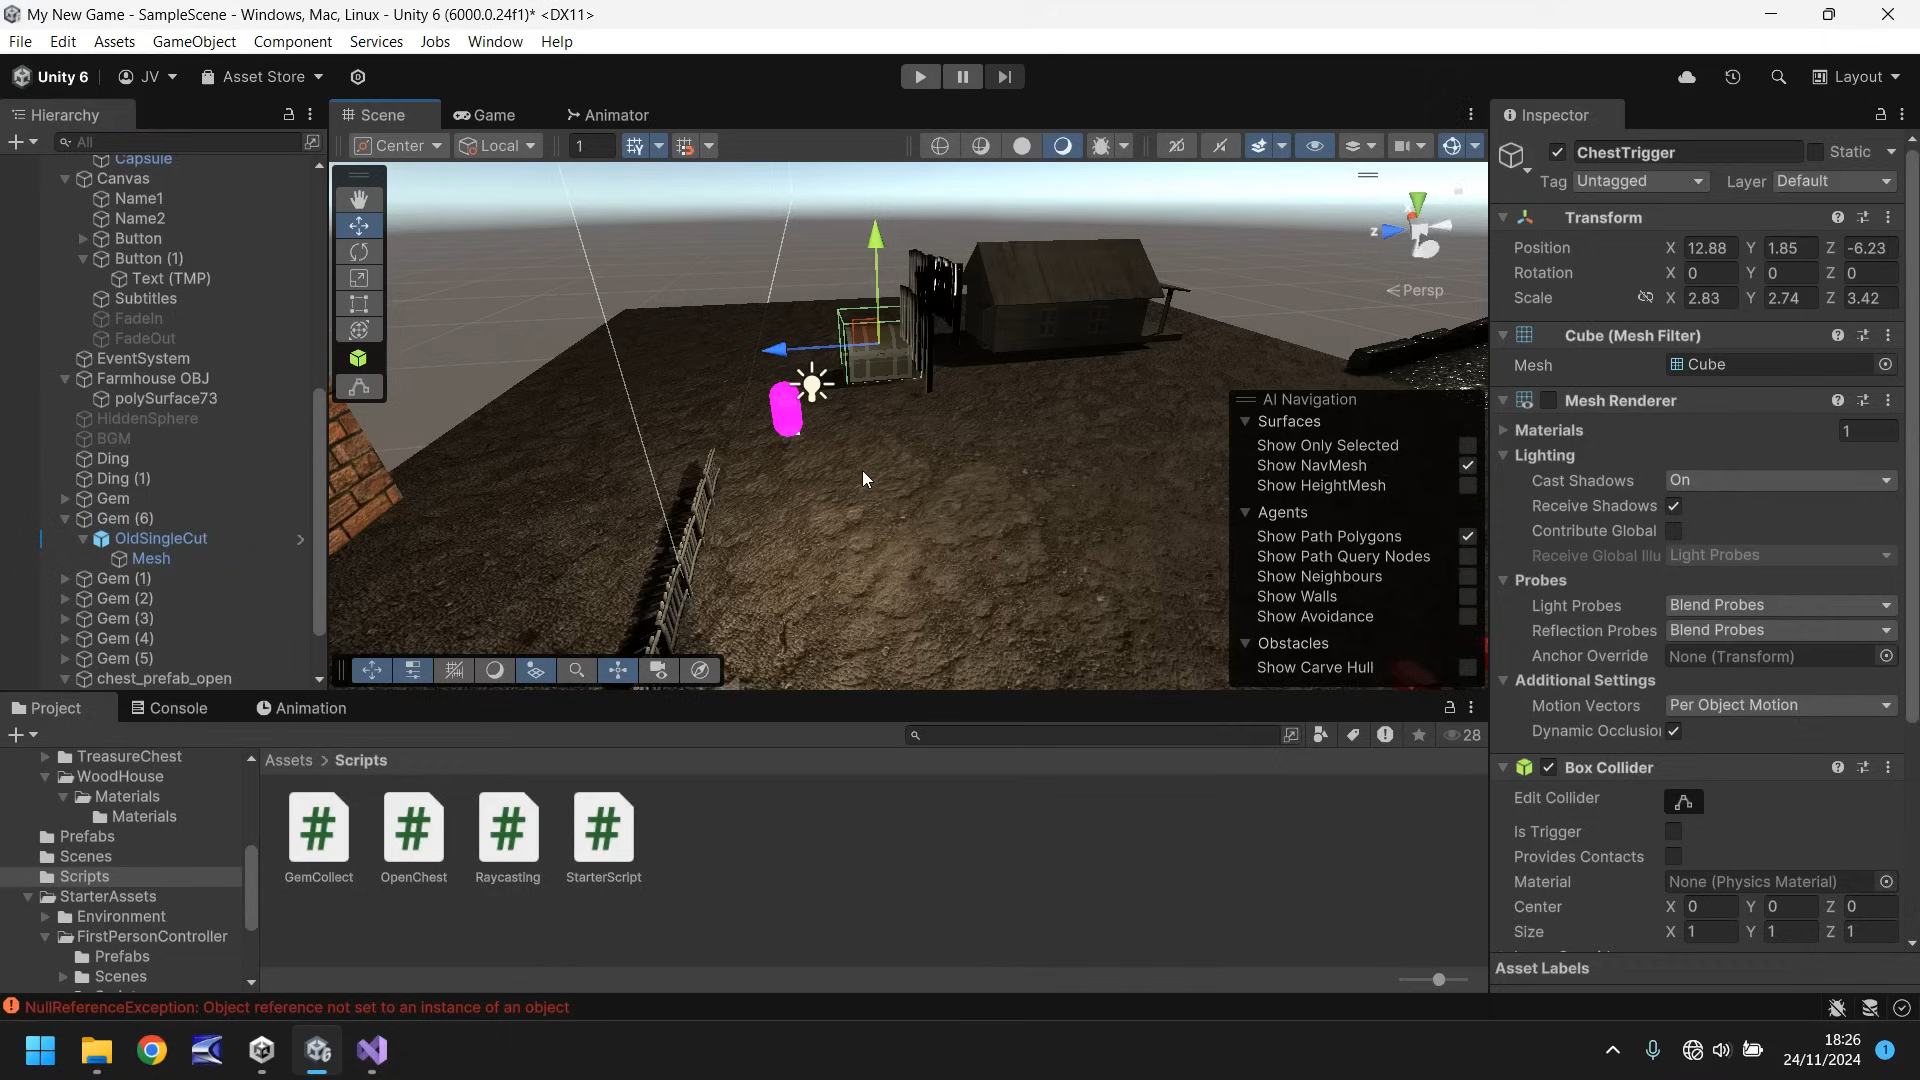 My New Game - SampleScene - Windows, Mac, Linux - Unity 6 (6000.0.24f1)* <DX11>
File Edit Assets GameObject Component Services Jobs Window Help
Unity 6 JV Asset Store Layout
Hierarchy
All
Capsule
Canvas
Name1
Name2
Button
Button (1)
Text (TMP)
Subtitles
FadeIn
FadeOut
EventSystem
Farmhouse OBJ
polySurface73
HiddenSphere
BGM
Ding
Ding (1)
Gem
Gem (6)
OldSingleCut
Mesh
Gem (1)
Gem (2)
Gem (3)
Gem (4)
Gem (5)
chest_prefab_open
Scene Game Animator
Center Local 1 2D
y
x
z
Persp
AI Navigation
Surfaces
Show Only Selected
Show NavMesh
Show HeightMesh
Agents
Show Path Polygons
Show Path Query Nodes
Show Neighbours
Show Walls
Show Avoidance
Obstacles
Show Carve Hull
Inspector
ChestTrigger Static
Tag Untagged Layer Default
Transform
Position X 12.88 Y 1.85 Z -6.23
Rotation X 0 Y 0 Z 0
Scale X 2.83 Y 2.74 Z 3.42
Cube (Mesh Filter)
Mesh Cube
Mesh Renderer
Materials 1
Lighting
Cast Shadows On
Receive Shadows
Contribute Global
Receive Global Illu Light Probes
Probes
Light Probes Blend Probes
Reflection Probes Blend Probes
Anchor Override None (Transform)
Additional Settings
Motion Vectors Per Object Motion
Dynamic Occlusion
Box Collider
Edit Collider
Is Trigger
Provides Contacts
Material None (Physics Material)
Center X 0 Y 0 Z 0
Size X 1 Y 1 Z 1
Asset Labels
Project Console Animation
28
TreasureChest
WoodHouse
Materials
Materials
Prefabs
Scenes
Scripts
StarterAssets
Environment
FirstPersonController
Prefabs
Scenes
Assets > Scripts
GemCollect OpenChest Raycasting StarterScript
NullReferenceException: Object reference not set to an instance of an object
18:26
24/11/2024
1